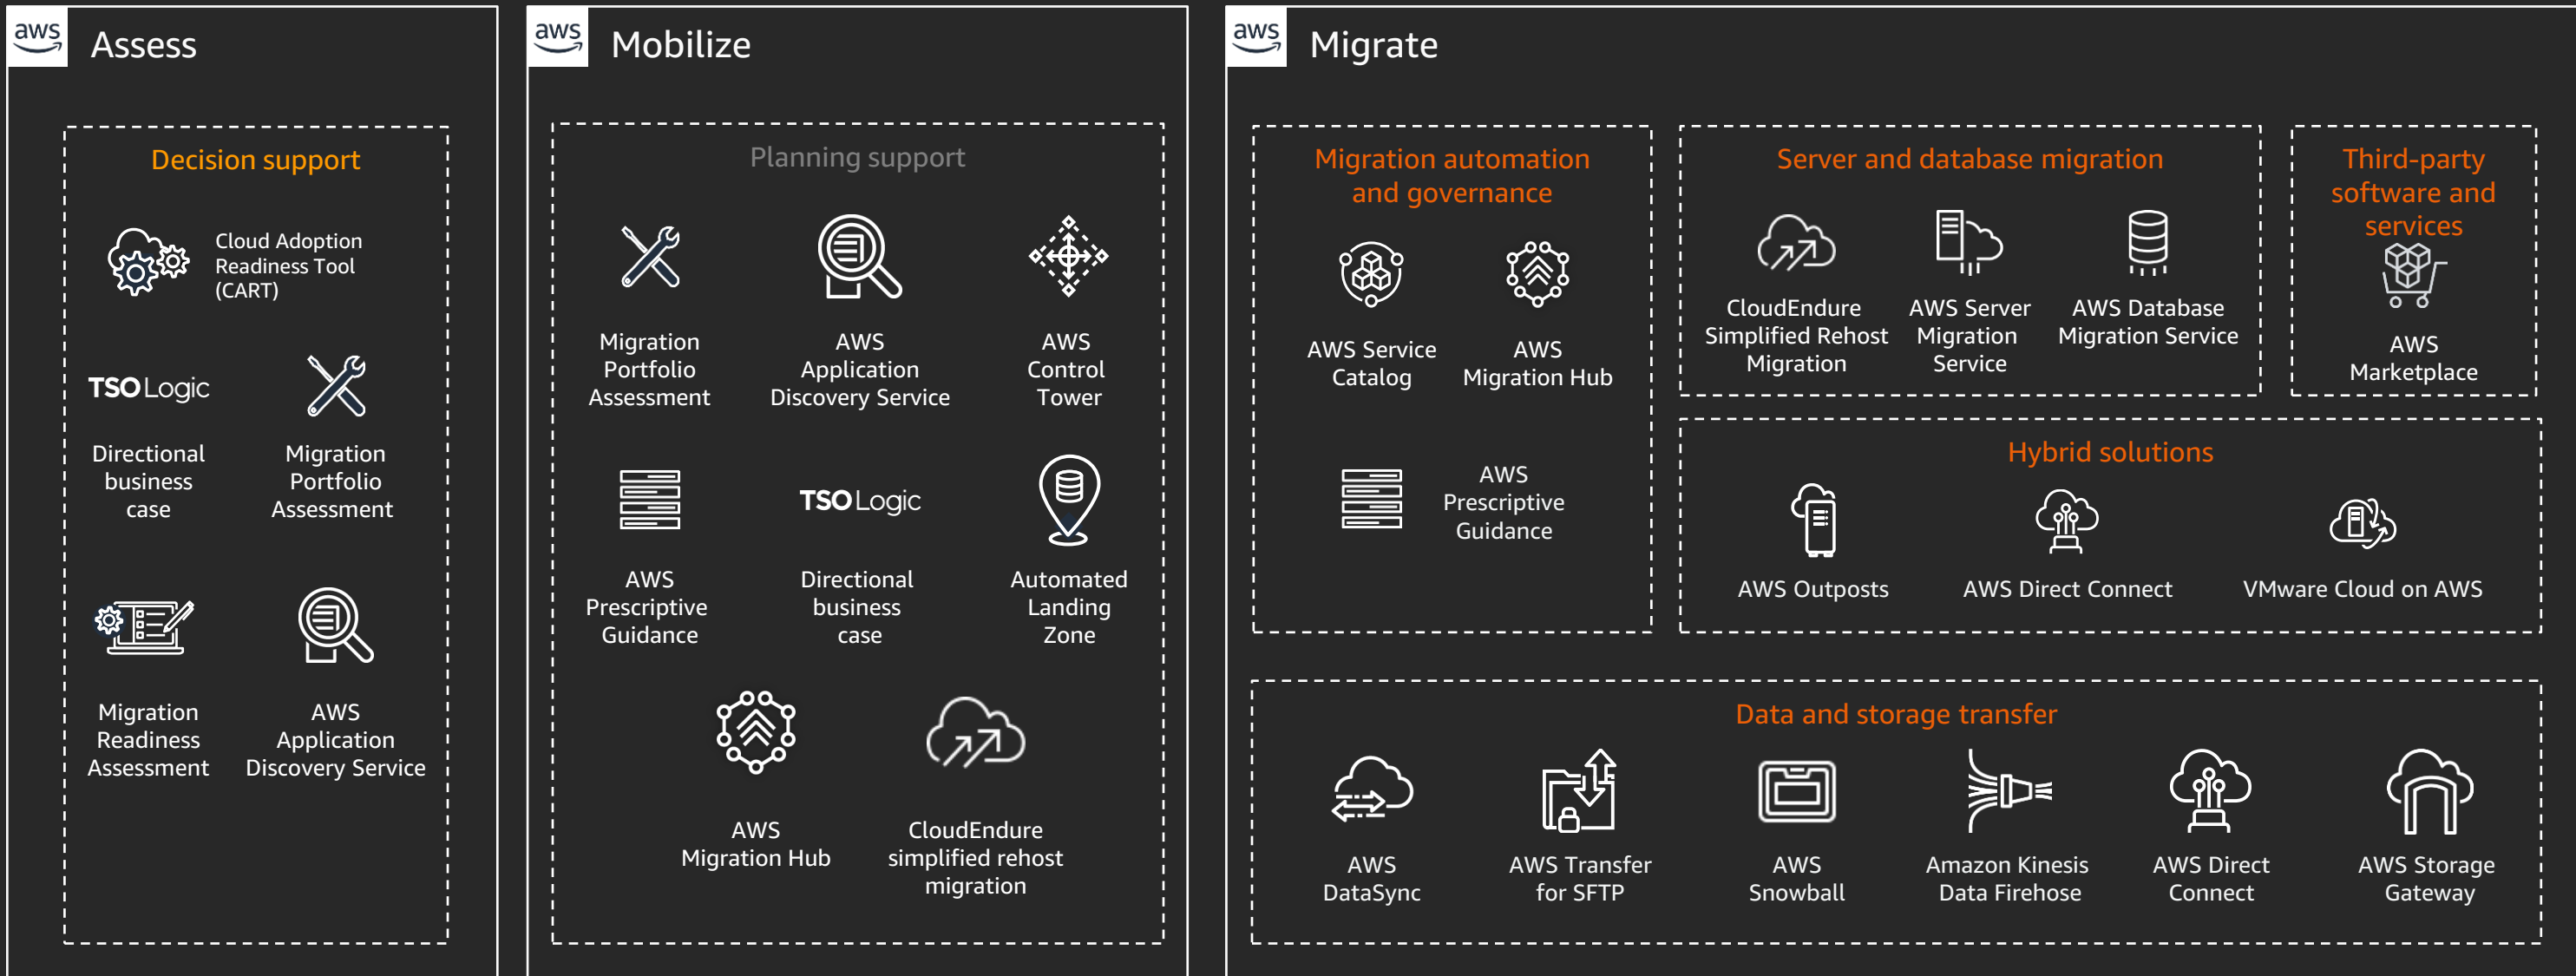 aws
Assess
Decision support
Cloud Adoption
Readiness Tool
(CART)
TSO Logic
Directional
business
case
Migration
Portfolio
Assessment
Migration
Readiness
Assessment
AWS
Application
Discovery Service
aws
Mobilize
Planning support
Migration
Portfolio
Assessment
AWS
Application
Discovery Service
AWS
Control
Tower
AWS
Prescriptive
Guidance
TSO Logic
Directional
business
case
Automated
Landing
Zone
AWS
Migration Hub
CloudEndure
simplified rehost
migration
aws
Migrate
Migration automation
and governance
AWS Service
Catalog
AWS
Migration Hub
AWS
Prescriptive
Guidance
Server and database migration
CloudEndure
Simplified Rehost
Migration
AWS Server
Migration
Service
AWS Database
Migration Service
Third-party
software and
services
AWS
Marketplace
Hybrid solutions
AWS Outposts
AWS Direct Connect
VMware Cloud on AWS
Data and storage transfer
AWS
DataSync
AWS Transfer
for SFTP
AWS
Snowball
Amazon Kinesis
Data Firehose
AWS Direct
Connect
AWS Storage
Gateway